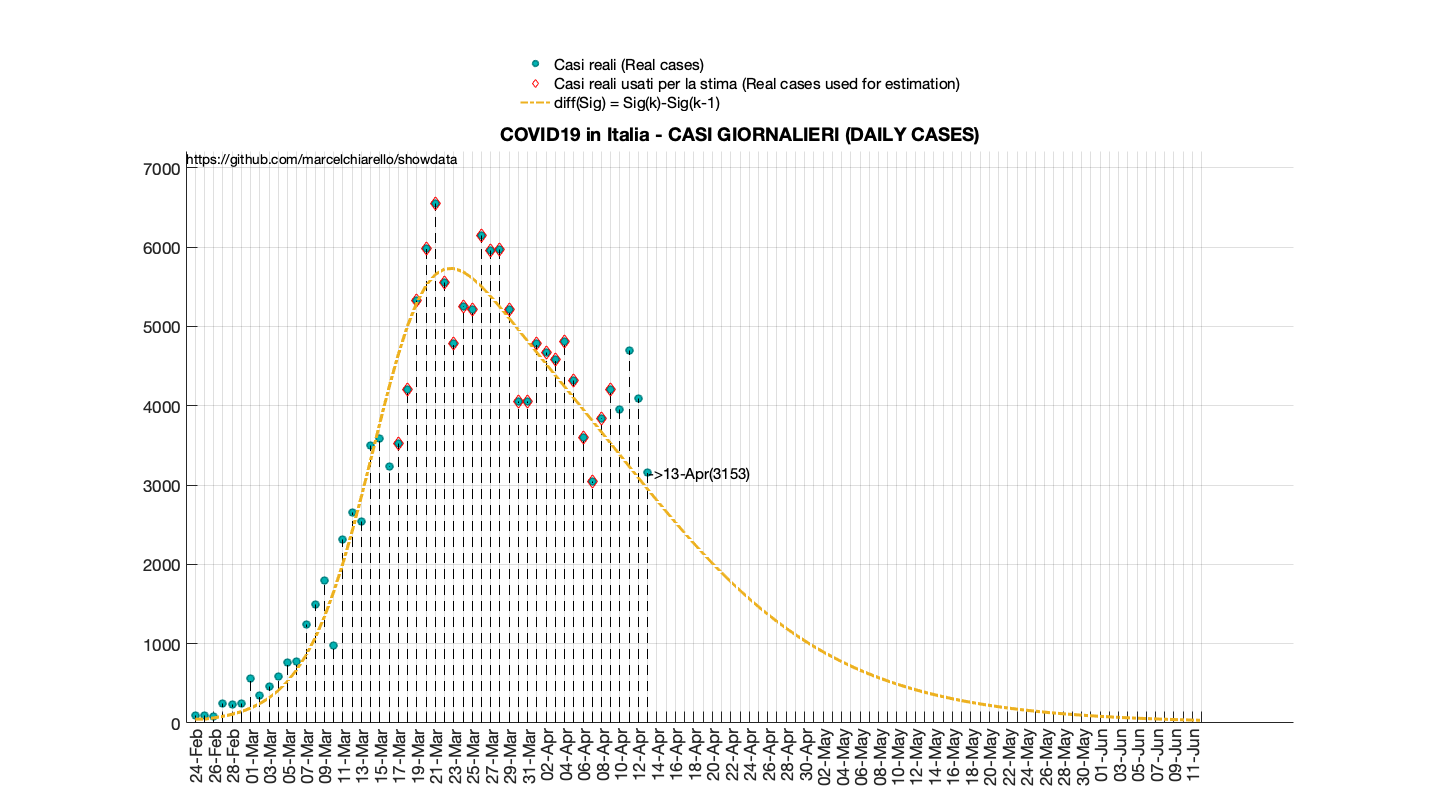 Casi reali (Real cases)
Casi reali usati per la stima (Real cases used for estimation)
diff(Sig) = Sig(k)-Sig(k-1)
COVID19 in Italia - CASI GIORNALIERI (DAILY CASES)
https://github.com/marcelchiarello/showdata
7000
6000
5000
4000
3000
2000
1000
0
->13-Apr(3153)
24-Feb
26-Feb
28-Feb
01-Mar
03-Mar
05-Mar
07-Mar
09-Mar
11-Mar
13-Mar
15-Mar
17-Mar
19-Mar
21-Mar
23-Mar
25-Mar
27-Mar
29-Mar
31-Mar
02-Apr
04-Apr
06-Apr
08-Apr
10-Apr
12-Apr
14-Apr
16-Apr
18-Apr
20-Apr
22-Apr
24-Apr
26-Apr
28-Apr
30-Apr
02-May
04-May
06-May
08-May
10-May
12-May
14-May
16-May
18-May
20-May
22-May
24-May
26-May
28-May
30-May
01-Jun
03-Jun
05-Jun
07-Jun
09-Jun
11-Jun